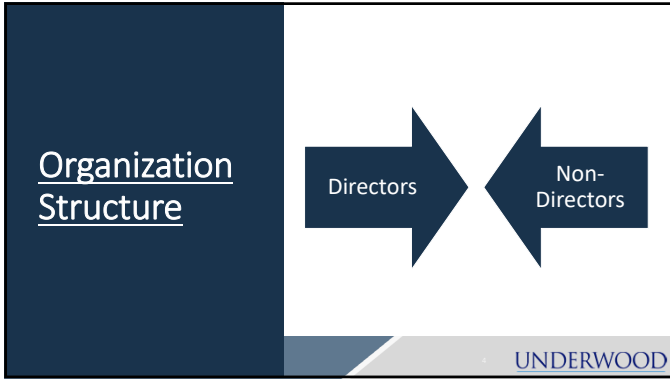 Organization
Structure
Directors
Non-
Directors
UNDERWOOD